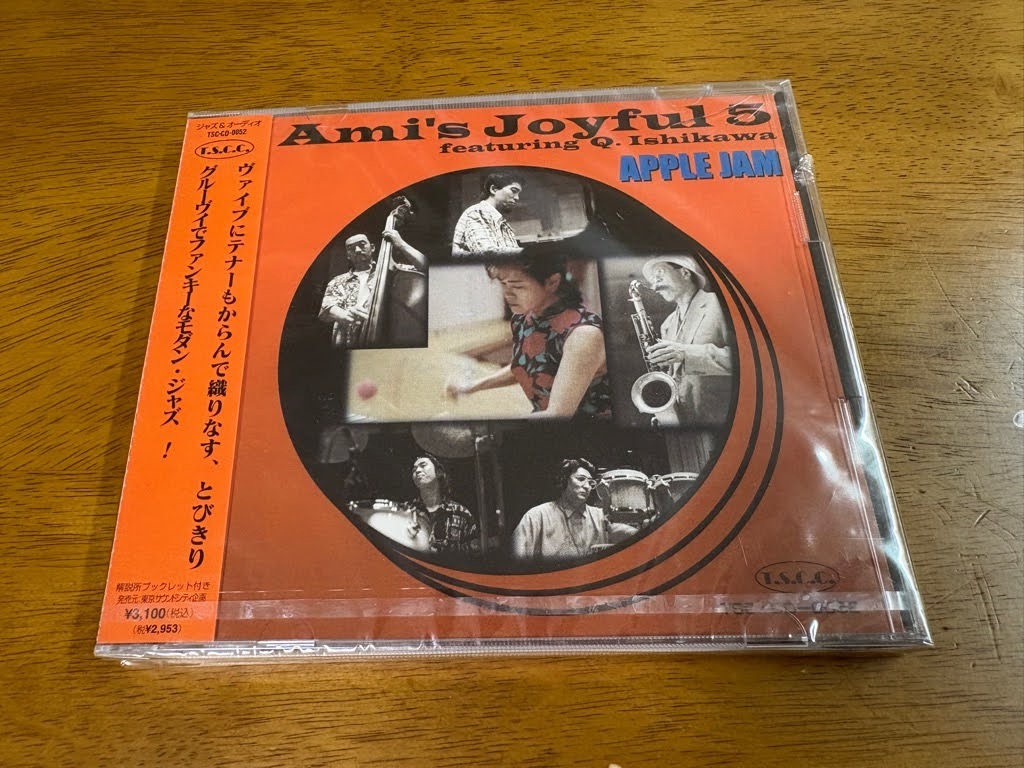 ジャズ&オーディオ
TSC-CD-0052
T.S.C.C.
ヴァイブにテナーもからんで織りなす、とびきり
グルーヴィでファンキーなモダン・ジャズ !
解説所ブックレット付き
発売元:東京サウンドシティ企画
¥3,100(税込)
(税¥2,953)
Ami's Joyful 3
featuring Q. Ishikawa
APPLE JAM
T.S.C.C.